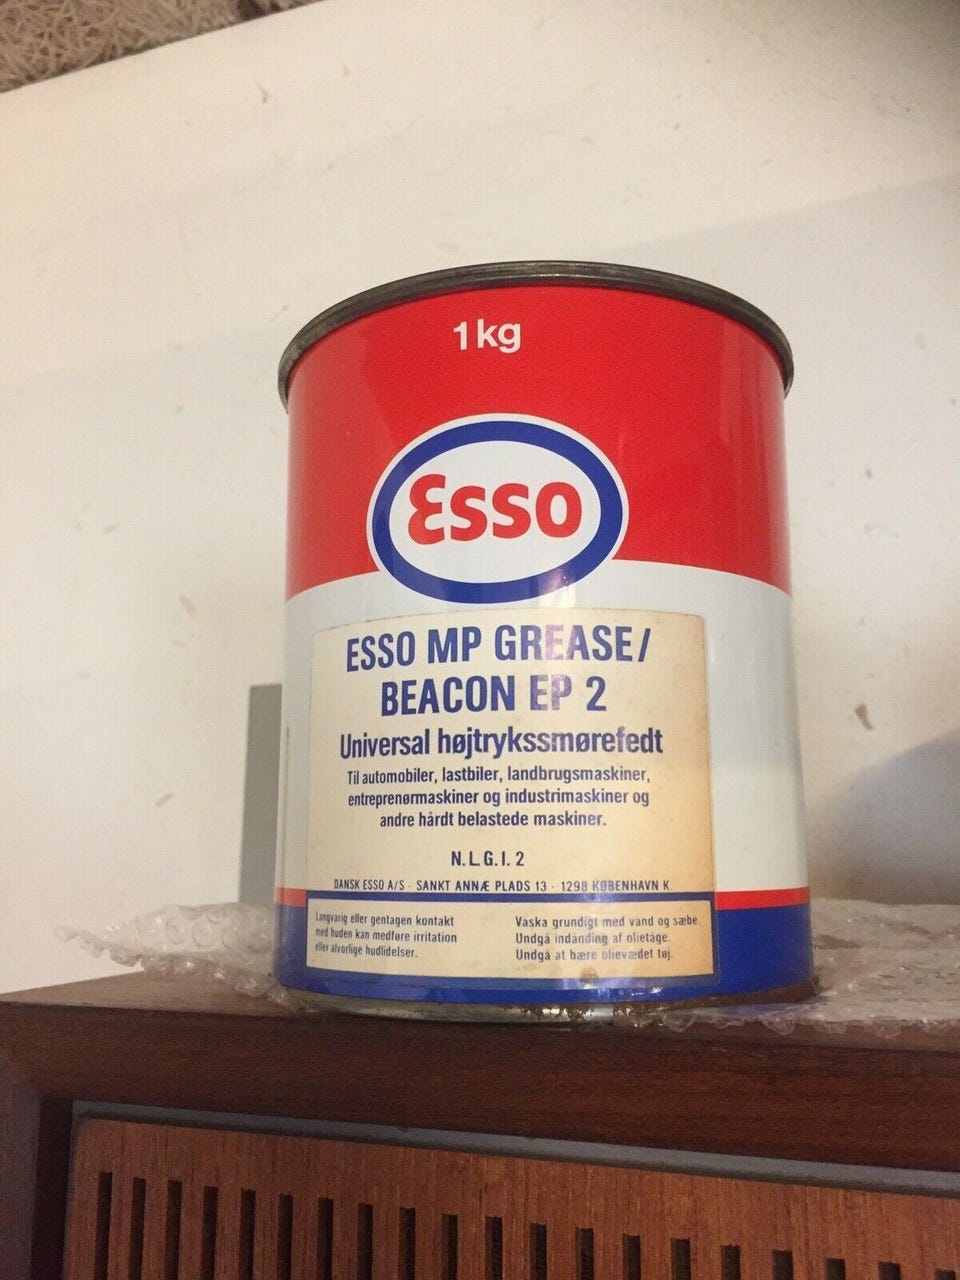 1kg
Esso
ESSO MP GREASE/
BEACON EP 2
Universal højtrykssmørefedt
Til automobiler, lastbiler, landbrugsmaskiner,
entreprenørmaskiner og industrimaskiner og
andre hårdt belastede maskiner.
N.L.G.I. 2
DANSK ESSO A/S · SANKT ANNÆ PLADS 13 · 1298 KØBENHAVN K.
Langvarig eller gentagen kontakt
med huden kan medføre irritation
eller alvorlige hudlidelser.
Vaska grundigt med vand og sæbe.
Undgå indånding af olietåge.
Undgå at bære olievædet tøj.